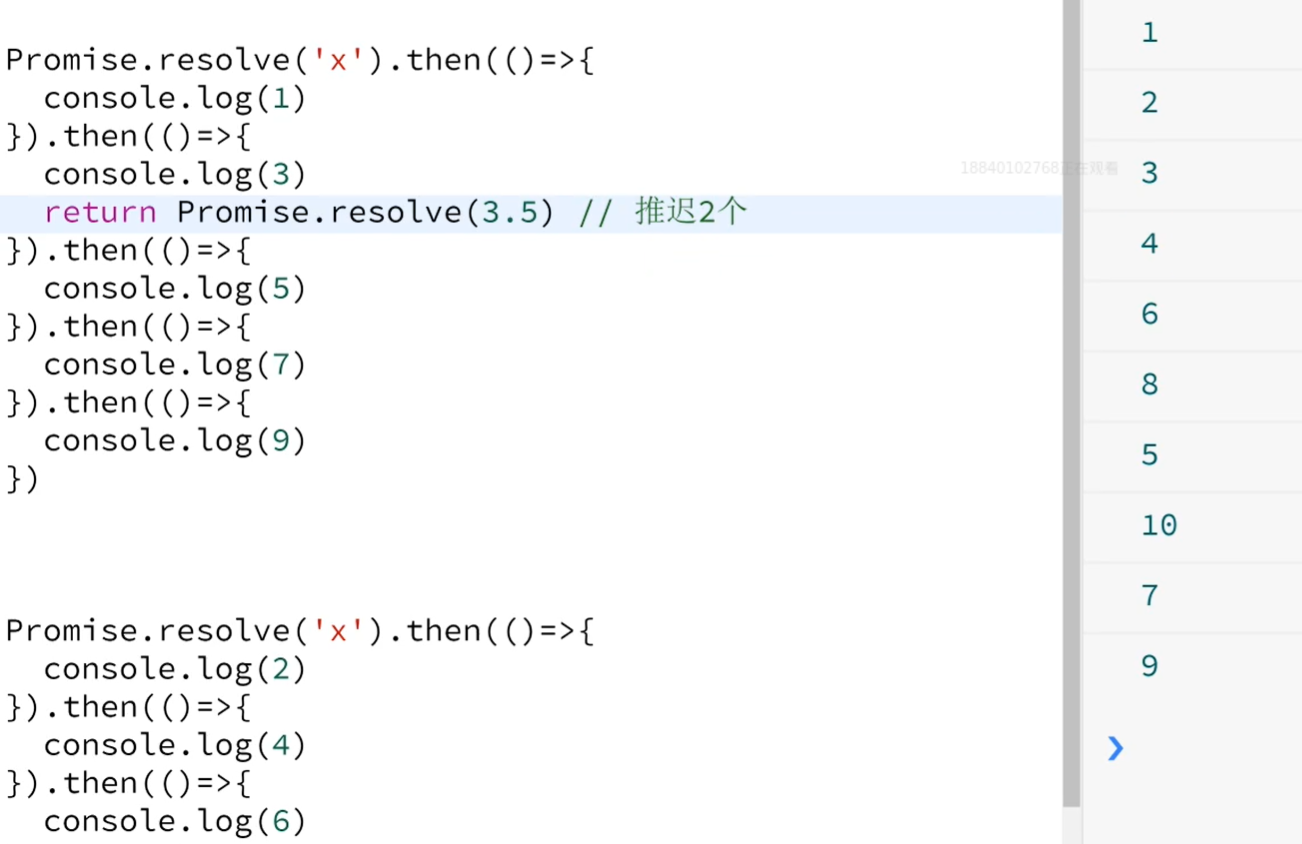 Promise.resolve('x').then(()=>{
  console.log(1)
}).then(()=>{
  console.log(3)
  return Promise.resolve(3.5) // 推迟2个
}).then(()=>{
  console.log(5)
}).then(()=>{
  console.log(7)
}).then(()=>{
  console.log(9)
})
Promise.resolve('x').then(()=>{
  console.log(2)
}).then(()=>{
  console.log(4)
}).then(()=>{
  console.log(6)
18840102768正在观看
1
2
3
4
6
8
5
10
7
9
❯